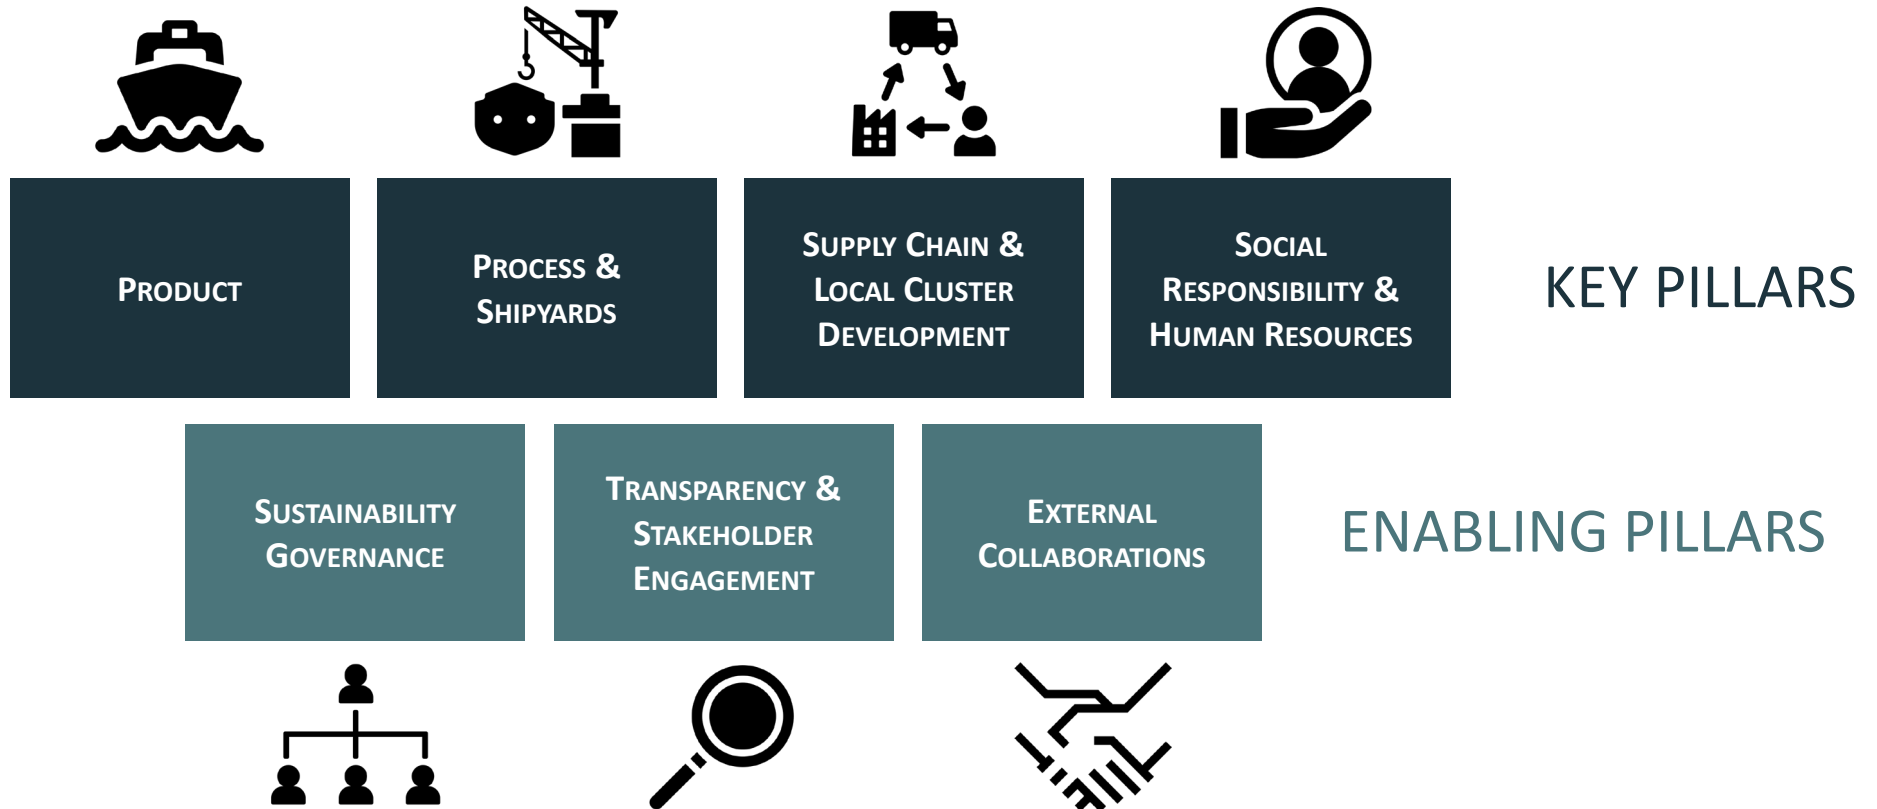 PRODUCT
PROCESS &
SHIPYARDS
SUPPLY CHAIN &
LOCAL CLUSTER
DEVELOPMENT
SOCIAL
RESPONSIBILITY &
HUMAN RESOURCES
KEY PILLARS
SUSTAINABILITY
GOVERNANCE
TRANSPARENCY &
STAKEHOLDER
ENGAGEMENT
EXTERNAL
COLLABORATIONS
ENABLING PILLARS